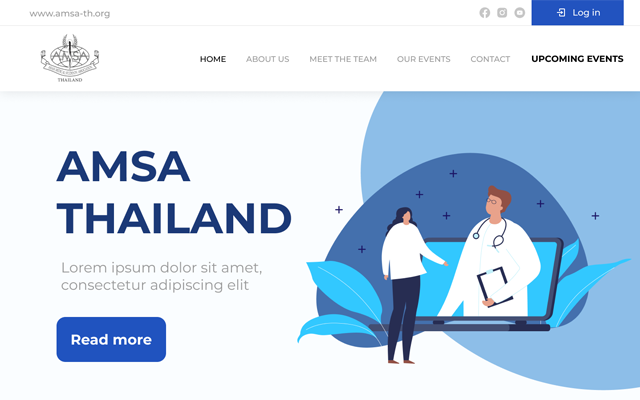 www.amsa-th.org
Log in
AMSA
THAILAND
HOME
ABOUT US
MEET THE TEAM
OUR EVENTS
CONTACT
UPCOMING EVENTS
AMSA
THAILAND
Lorem ipsum dolor sit amet,
consectetur adipiscing elit
Read more